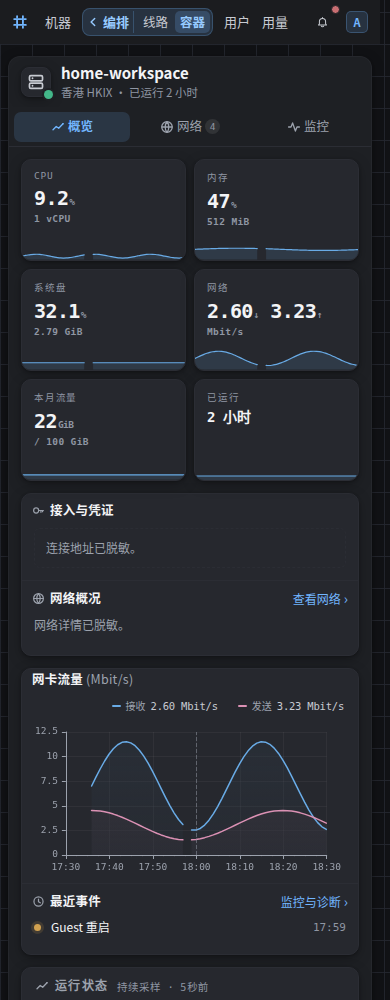 机器 编排 线路 容器 用户 用量 A
home-workspace
香港 HKIX • 已运行 2 小时
概览 网络 4 监控
CPU
9.2%
1 vCPU
内存
47%
512 MiB
系统盘
32.1%
2.79 GiB
网络
2.60↓ 3.23↑
Mbit/s
本月流量
22GiB
/ 100 GiB
已运行
2 小时
接入与凭证
连接地址已脱敏。
网络概况 查看网络 ›
网络详情已脱敏。
网卡流量 (Mbit/s)
接收 2.60 Mbit/s 发送 3.23 Mbit/s
12.5
10
7.5
5
2.5
0
17:30 17:40 17:50 18:00 18:10 18:20 18:30
最近事件 监控与诊断 ›
Guest 重启 17:59
运行状态 持续采样 · 5秒前